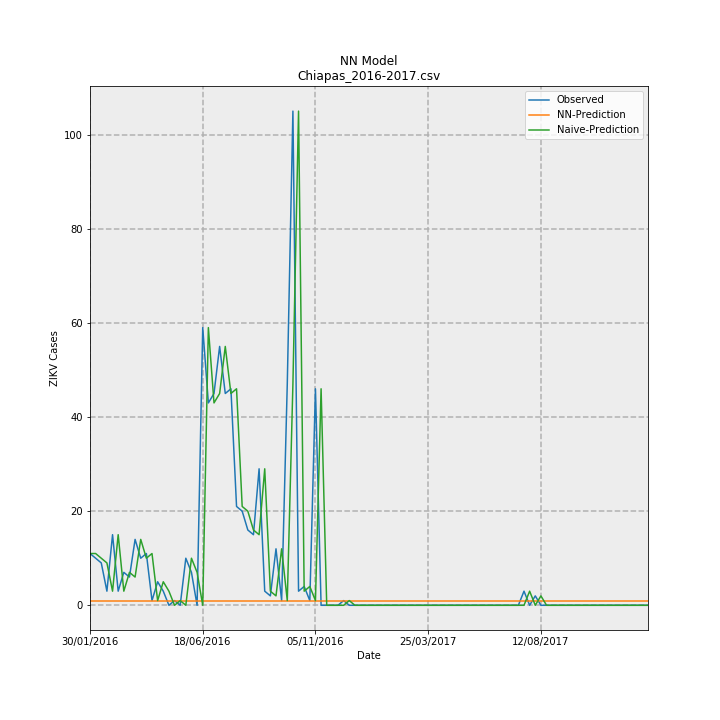 NN Model
Chiapas_2016-2017.csv
Observed
NN-Prediction
Naive-Prediction
100
80
60
40
20
0
ZIKV Cases
30/01/2016
18/06/2016
05/11/2016
25/03/2017
12/08/2017
Date